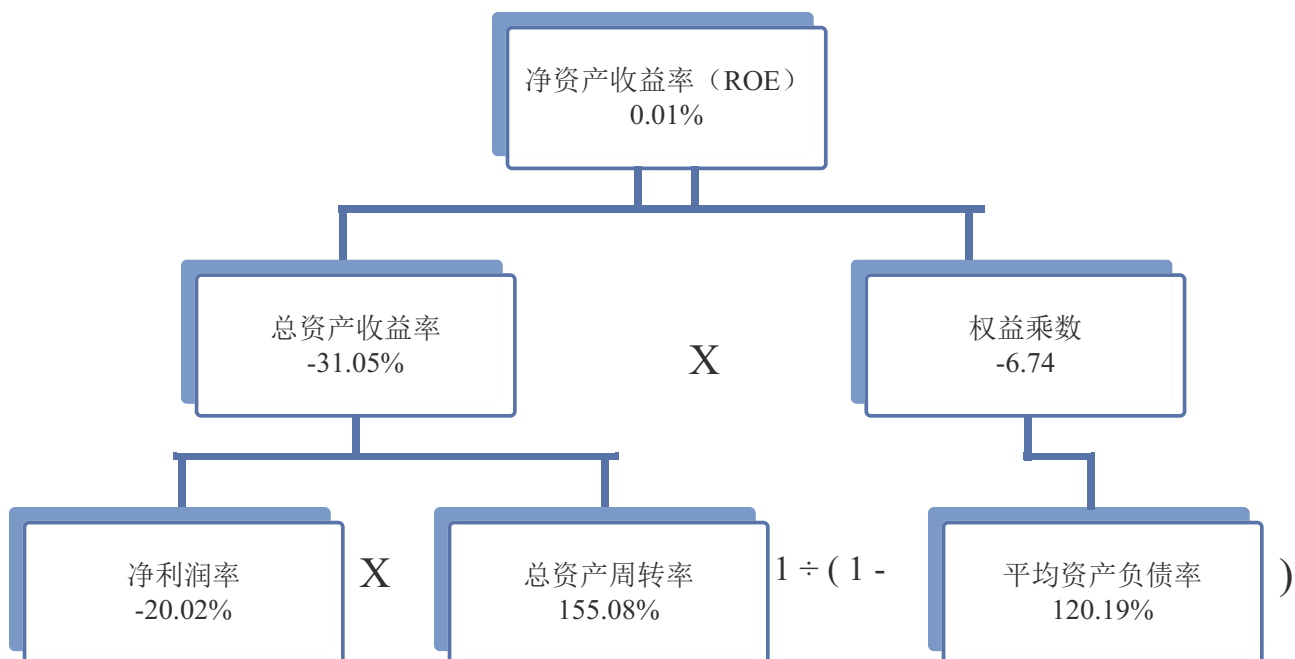 净资产收益率（ROE）
0.01%
总资产收益率
-31.05%
X
权益乘数
-6.74
净利润率
-20.02%
X
总资产周转率
155.08%
1 ÷ ( 1 -
平均资产负债率
120.19%
)